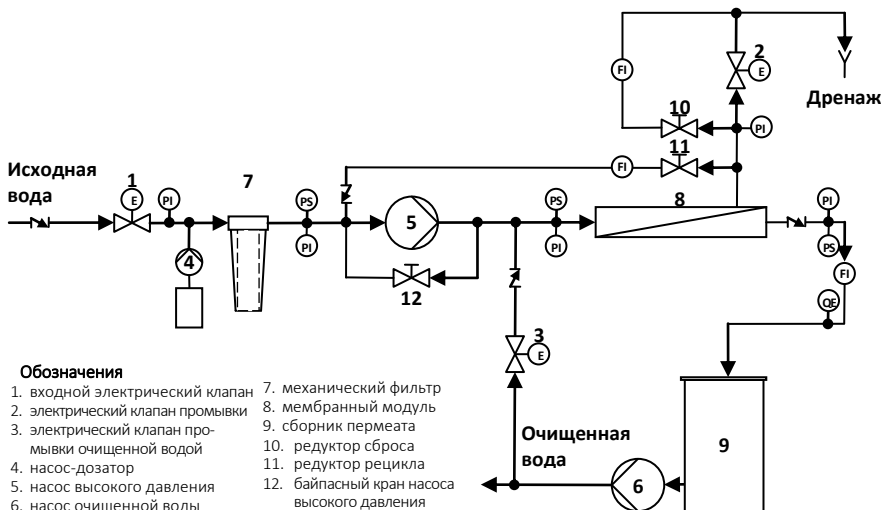 2
FI
E
Дренаж
10
PI
11
Исходная
вода
1
7
FI
E
PI
PS
PS
8
PI
5
PI
PI
PS
4
12
FI
QE
3
E
Обозначения
1. входной электрический клапан
2. электрический клапан промывки
3. электрический клапан про-
мывки очищенной водой
4. насос-дозатор
5. насос высокого давления
6. насос очищенной воды
7. механический фильтр
8. мембранный модуль
9. сборник пермеата
10. редуктор сброса
11. редуктор рецикла
12. байпасный кран насоса
высокого давления
Очищенная
вода
6
9